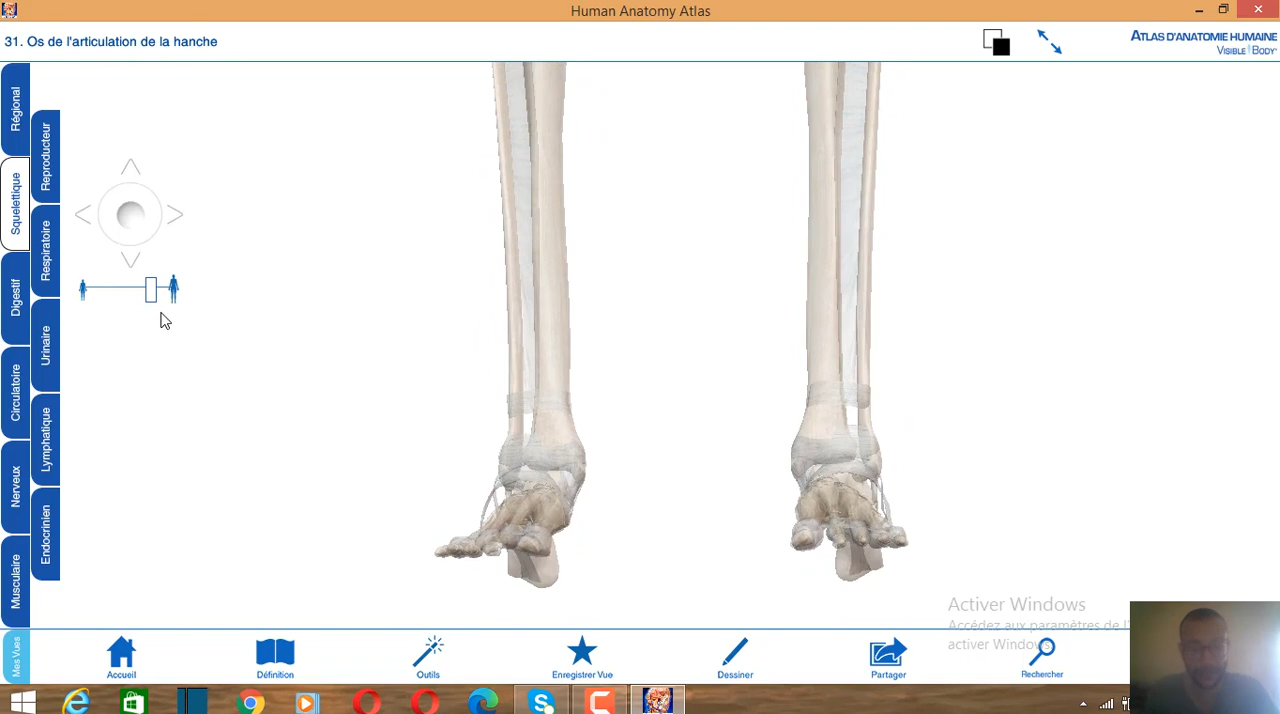 Human Anatomy Atlas
31. Os de l'articulation de la hanche
ATLAS D'ANATOMIE HUMAINE
VISIBLE BODY
Régional
Squelettique
Digestif
Circulatoire
Nerveux
Musculaire
Mes Vues
Reproducteur
Respiratoire
Urinaire
Lymphatique
Endocrinien
Activer Windows
Accédez aux paramètres de l'
activer Windows
Accueil
Définition
Outils
Enregistrer Vue
Dessiner
Partager
Rechercher